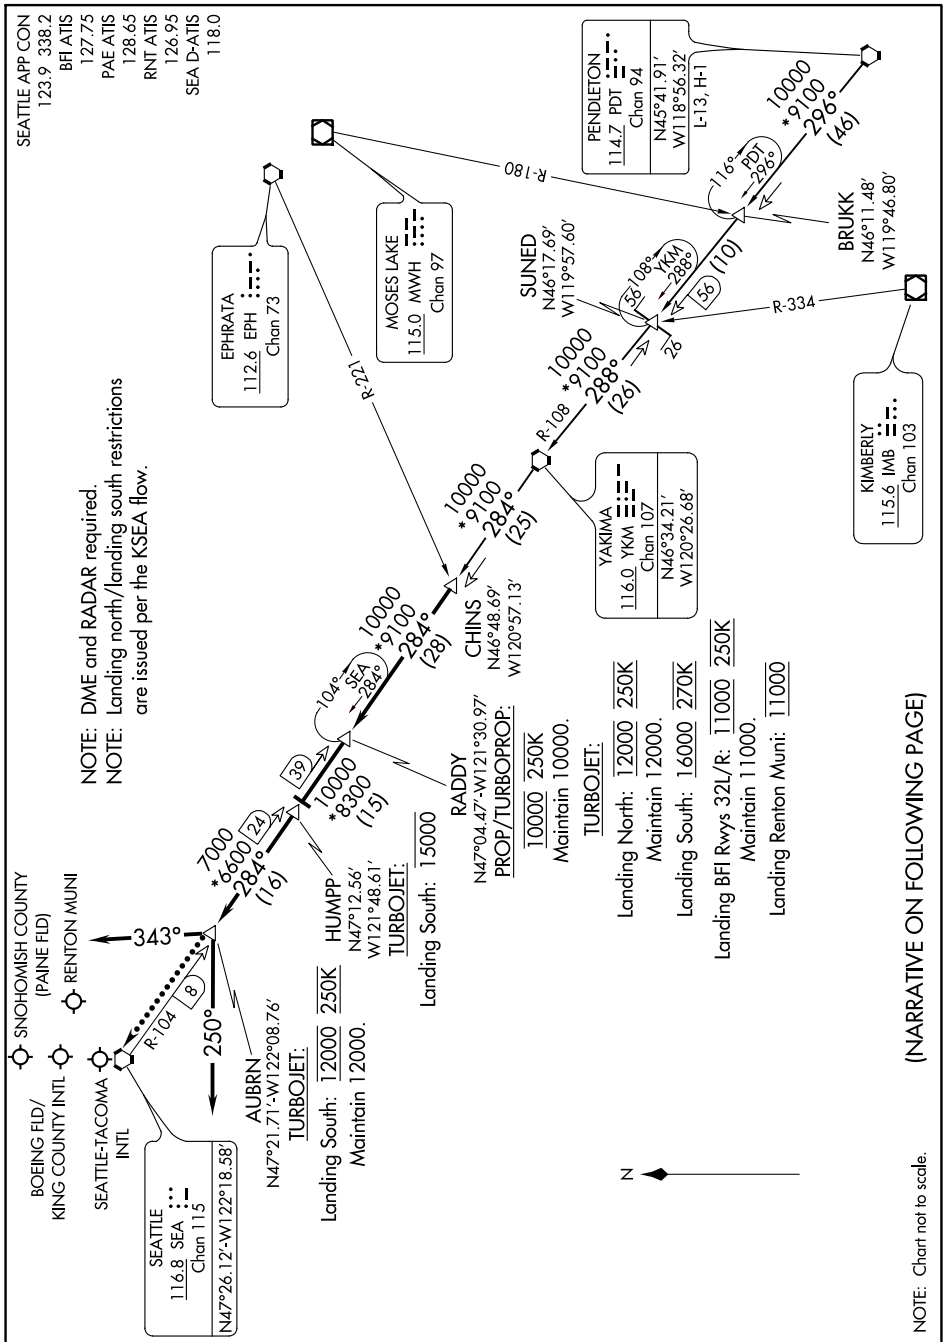 SEATTLE APP CON
123.9 338.2
BFI ATIS
127.75
PAE ATIS
128.65
RNT ATIS
126.95
SEA D-ATIS
118.0
NOTE: DME and RADAR required.
NOTE: Landing north/landing south restrictions
are issued per the KSEA flow.
SNOHOMISH COUNTY
(PAINE FLD)
RENTON MUNI
BOEING FLD/
KING COUNTY INTL
SEATTLE-TACOMA
INTL
SEATTLE
116.8 SEA
Chan 115
N47°26.12'-W122°18.58'
R-104
8
343°
250°
AUBRN
N47°21.71'-W122°08.76'
TURBOJET:
Landing South: 12000 250K
Maintain 12000.
7000
*6600
284°
(16)
24
HUMPP
N47°12.56'
W121°48.61'
TURBOJET:
Landing South: 15000
39
10000
*8300
(15)
104°
SEA
284°
RADDY
N47°04.47'-W121°30.97'
PROP/TURBOPROP:
10000 250K
Maintain 10000.
TURBOJET:
Landing North: 12000 250K
Maintain 12000.
Landing South: 16000 270K
Landing BFI Rwys 32L/R: 11000 250K
Maintain 11000.
Landing Renton Muni: 11000
10000
*9100
284°
(28)
CHINS
N46°48.69'
W120°57.13'
EPHRATA
112.6 EPH
Chan 73
R-221
MOSES LAKE
115.0 MWH
Chan 97
R-180
10000
*9100
284°
(25)
YAKIMA
116.0 YKM
Chan 107
N46°34.21'
W120°26.68'
R-108
10000
*9100
288°
(26)
SUNED
N46°17.69'
W119°57.60'
56
108°
YKM
288°
56
26
(10)
R-334
KIMBERLY
115.6 IMB
Chan 103
BRUKK
N46°11.48'
W119°46.80'
116°
PDT
296°
10000
*9100
296°
(46)
PENDLETON
114.7 PDT
Chan 94
N45°41.91'
W118°56.32'
L-13, H-1
N
NOTE: Chart not to scale.
(NARRATIVE ON FOLLOWING PAGE)